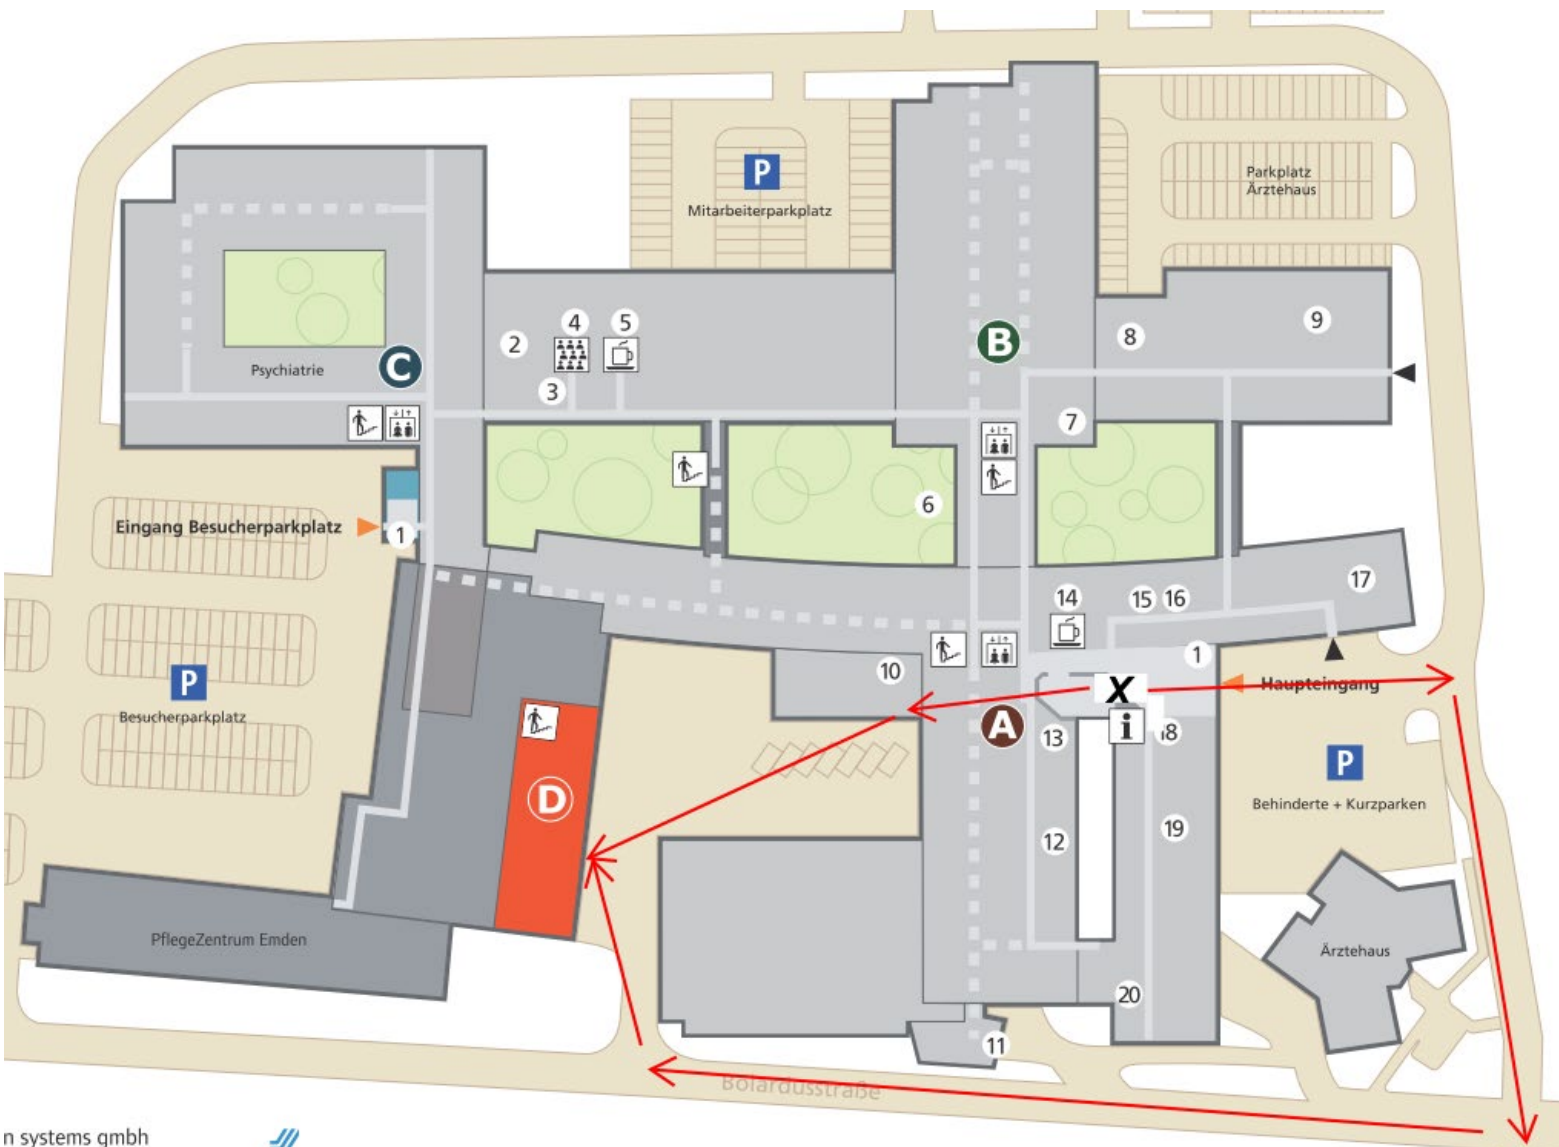 P
Mitarbeiterparkplatz
Parkplatz
Ärztehaus
4
5
2
3
B
8
9
Psychiatrie
C
7
6
Eingang Besucherparkplatz
1
14
15
16
17
10
1
P
Besucherparkplatz
X
Haupteingang
A
13
i
18
P
Behinderte + Kurzparken
D
12
19
PflegeZentrum Emden
Ärztehaus
20
11
Bolardusstraße
n systems gmbh